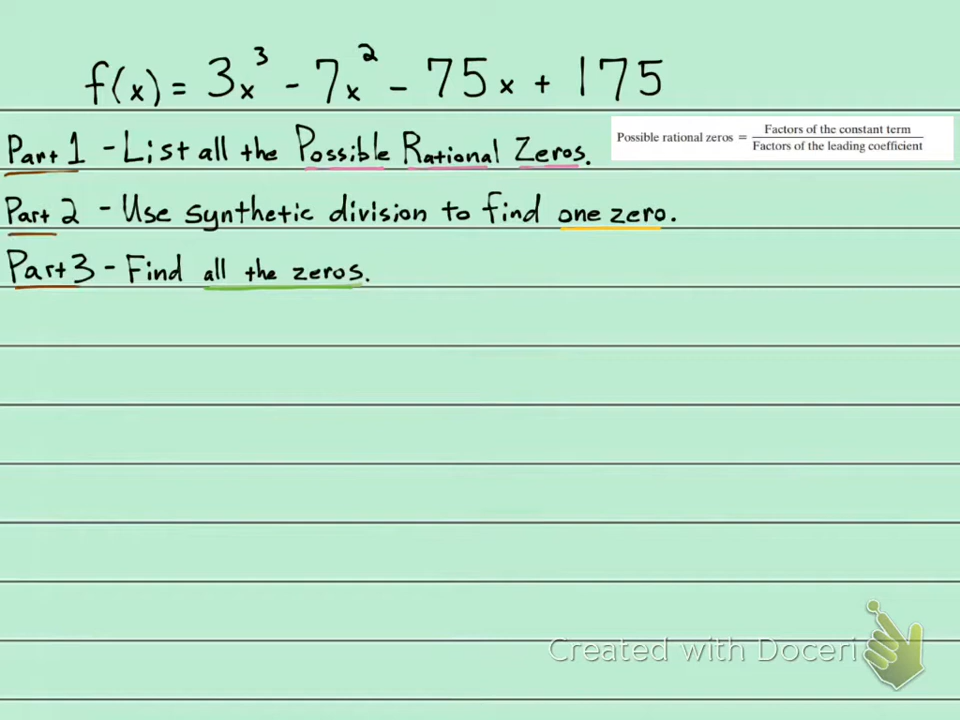 f(x) = 3x³ - 7x² - 75x + 175
Part 1 - List all the Possible Rational Zeros.
Possible rational zeros = Factors of the constant term / Factors of the leading coefficient
Part 2 - Use synthetic division to find one zero.
Part 3 - Find all the zeros.
Created with Doceri